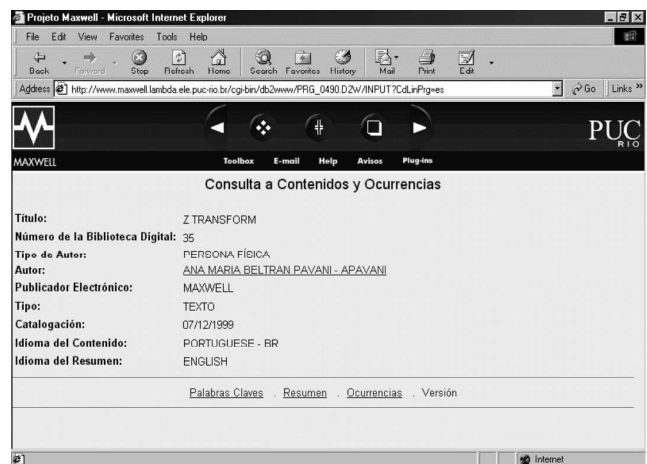 Projeto Maxwell - Microsoft Internet Explorer
File Edit View Favorites Tools Help
Back Forward Stop Refresh Home Search Favorites History Mail Print Edit
Address http://www.maxwell.lambda.ele.puc-rio.br/cgi-bin/db2www/PRG_0490.D2W/INPUT?CdLinPrg=es Go Links »
PUC
RIO
MAXWELL Toolbox E-mail Help Avisos Plug-ins
Consulta a Contenidos y Ocurrencias
Título: Z TRANSFORM
Número de la Biblioteca Digital: 35
Tipo de Autor: PERSONA FÍSICA
Autor: ANA MARIA BELTRAN PAVANI - APAVANI
Publicador Electrónico: MAXWELL
Tipo: TEXTO
Catalogación: 07/12/1999
Idioma del Contenido: PORTUGUESE - BR
Idioma del Resumen: ENGLISH
Palabras Claves . Resumen . Ocurrencias . Versión
Internet